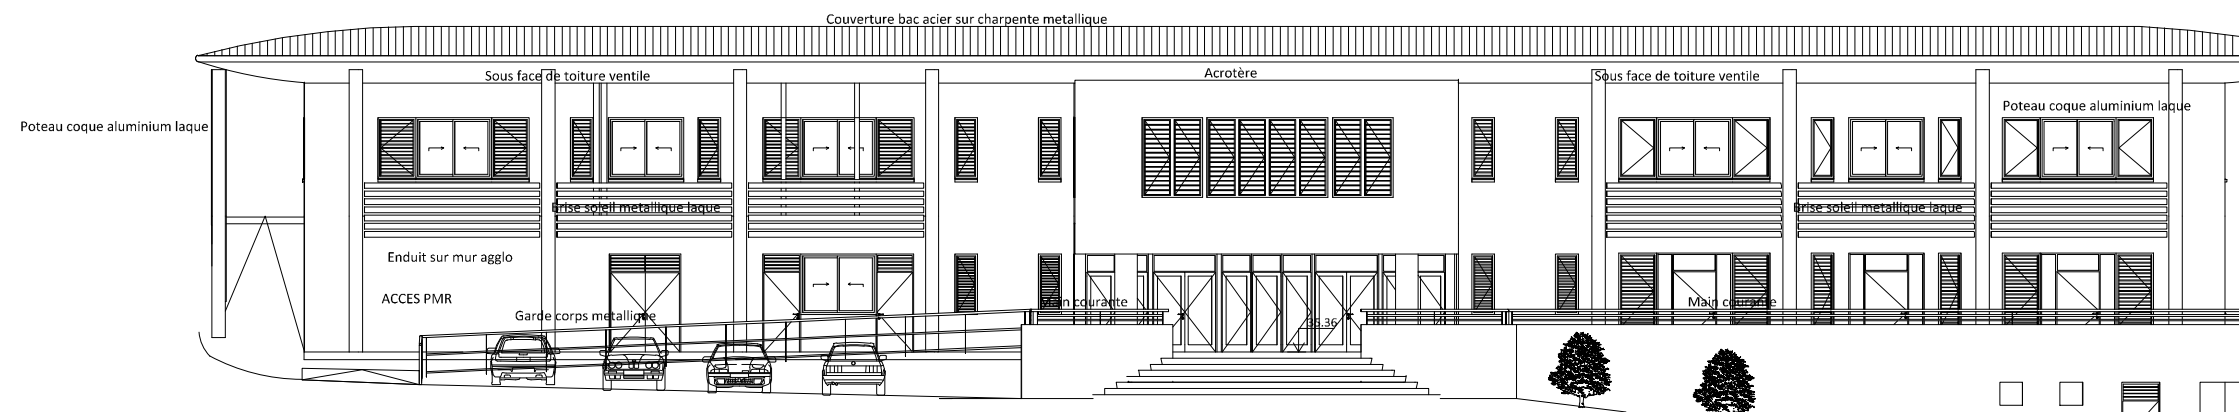 Couverture bac acier sur charpente metallique
Sous face de toiture ventile
Acrotère
Sous face de toiture ventile
Poteau coque aluminium laque
Poteau coque aluminium laque
Brise soleil metallique laque
Brise soleil metallique laque
Enduit sur mur agglo
ACCES PMR
Main courante
Main courante
Garde corps metallique
35.36